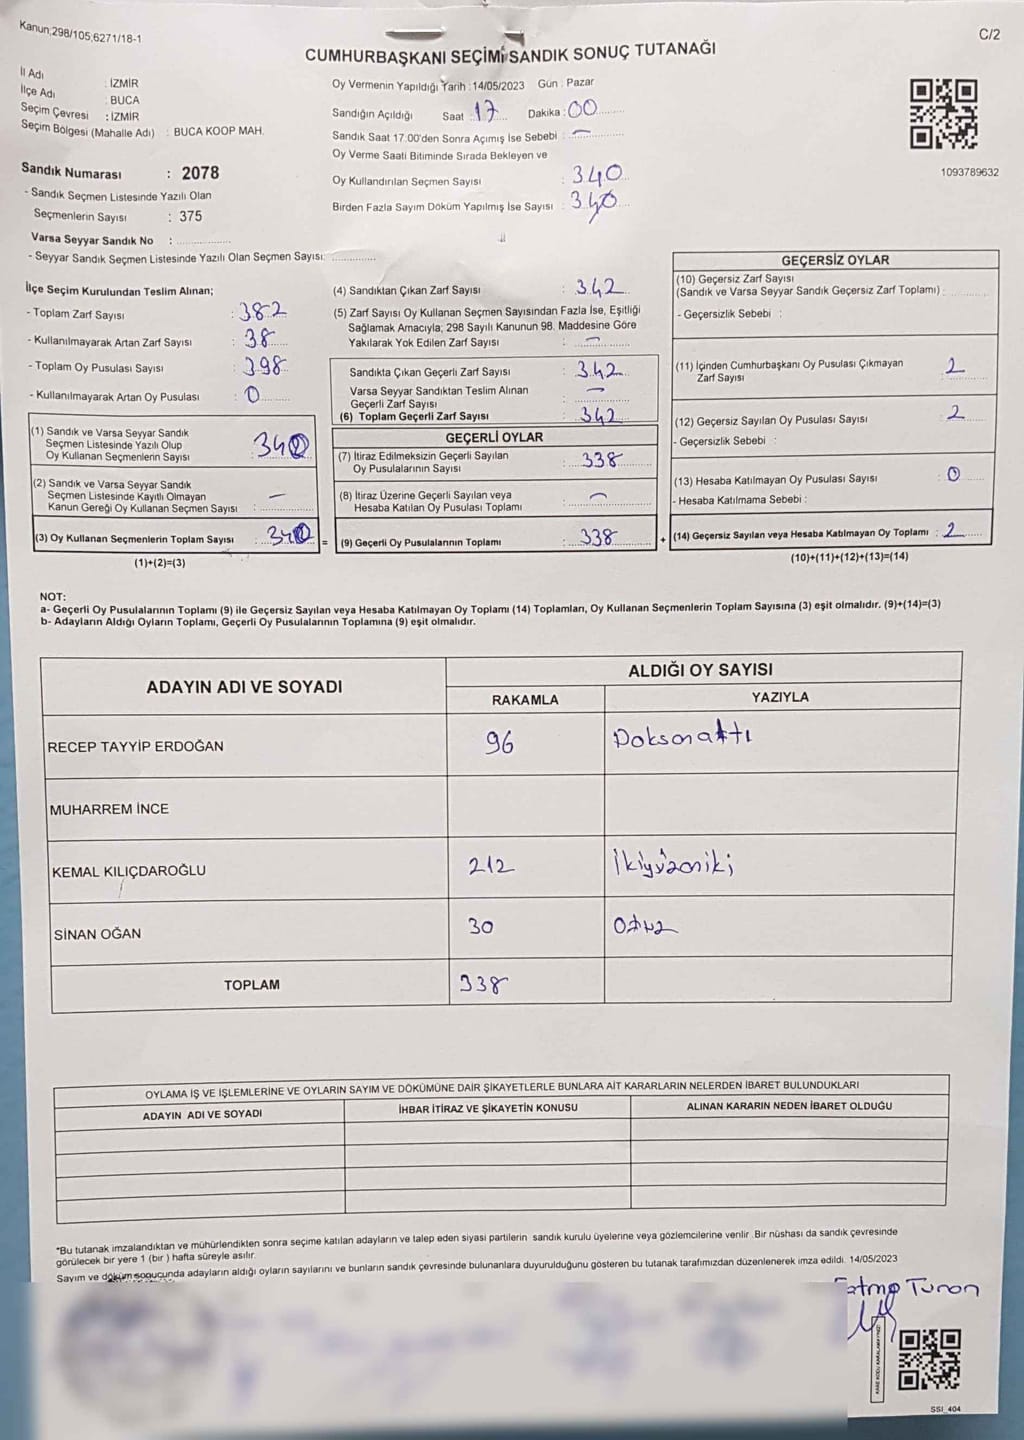 Kanun;298/105,6271/18-1
C/2
CUMHURBAŞKANI SEÇİMİ SANDIK SONUÇ TUTANAĞI
İl Adı : İZMİR
İlçe Adı : BUCA
Seçim Çevresi : İZMİR
Seçim Bölgesi (Mahalle Adı) : BUCA KOOP MAH.
Oy Vermenin Yapıldığı Tarih : 14/05/2023 Gün : Pazar
Sandığın Açıldığı Saat : 17 Dakika : 00
Sandık Saat 17.00'den Sonra Açımış İse Sebebi : —
Oy Verme Saati Bitiminde Sırada Bekleyen ve
Oy Kullandırılan Seçmen Sayısı : 340
Birden Fazla Sayım Döküm Yapılmış İse Sayısı : 340
1093789632
Sandık Numarası : 2078
- Sandık Seçmen Listesinde Yazılı Olan
Seçmenlerin Sayısı : 375
Varsa Seyyar Sandık No :
- Seyyar Sandık Seçmen Listesinde Yazılı Olan Seçmen Sayısı:
İlçe Seçim Kurulundan Teslim Alınan;
- Toplam Zarf Sayısı : 382
- Kullanılmayarak Artan Zarf Sayısı : 38
- Toplam Oy Pusulası Sayısı : 398
- Kullanılmayarak Artan Oy Pusulası : 0
(1) Sandık ve Varsa Seyyar Sandık
Seçmen Listesinde Yazılı Olup
Oy Kullanan Seçmenlerin Sayısı : 340
(2) Sandık ve Varsa Seyyar Sandık
Seçmen Listesinde Kayıtlı Olmayan
Kanun Gereği Oy Kullanan Seçmen Sayısı : —
(3) Oy Kullanan Seçmenlerin Toplam Sayısı : 340 =
(1)+(2)=(3)
(4) Sandıktan Çıkan Zarf Sayısı : 342
(5) Zarf Sayısı Oy Kullanan Seçmen Sayısından Fazla İse, Eşitliği
Sağlamak Amacıyla; 298 Sayılı Kanunun 98. Maddesine Göre
Yakılarak Yok Edilen Zarf Sayısı : —
Sandıkta Çıkan Geçerli Zarf Sayısı : 342
Varsa Seyyar Sandıktan Teslim Alınan
Geçerli Zarf Sayısı : —
(6) Toplam Geçerli Zarf Sayısı : 342
GEÇERLİ OYLAR
(7) İtiraz Edilmeksizin Geçerli Sayılan
Oy Pusulalarının Sayısı : 338
(8) İtiraz Üzerine Geçerli Sayılan veya
Hesaba Katılan Oy Pusulası Toplamı : —
(9) Geçerli Oy Pusulalarının Toplamı : 338 +
GEÇERSİZ OYLAR
(10) Geçersiz Zarf Sayısı
(Sandık ve Varsa Seyyar Sandık Geçersiz Zarf Toplamı) :
- Geçersizlik Sebebi :
(11) İçinden Cumhurbaşkanı Oy Pusulası Çıkmayan
Zarf Sayısı : 2
(12) Geçersiz Sayılan Oy Pusulası Sayısı : 2
- Geçersizlik Sebebi :
(13) Hesaba Katılmayan Oy Pusulası Sayısı : 0
- Hesaba Katılmama Sebebi :
(14) Geçersiz Sayılan veya Hesaba Katılmayan Oy Toplamı : 2
(10)+(11)+(12)+(13)=(14)
NOT:
a- Geçerli Oy Pusulalarının Toplamı (9) ile Geçersiz Sayılan veya Hesaba Katılmayan Oy Toplamı (14) Toplamları, Oy Kullanan Seçmenlerin Toplam Sayısına (3) eşit olmalıdır. (9)+(14)=(3)
b- Adayların Aldığı Oyların Toplamı, Geçerli Oy Pusulalarının Toplamına (9) eşit olmalıdır.
ADAYIN ADI VE SOYADI
ALDIĞI OY SAYISI
RAKAMLA YAZIYLA
RECEP TAYYİP ERDOĞAN 96 Doksanaltı
MUHARREM İNCE
KEMAL KILIÇDAROĞLU 212 İkiyüzoniki
SİNAN OĞAN 30 Otuz
TOPLAM 338
OYLAMA İŞ VE İŞLEMLERİNE VE OYLARIN SAYIM VE DÖKÜMÜNE DAİR ŞİKAYETLERLE BUNLARA AİT KARARLARIN NELERDEN İBARET BULUNDUKLARI
ADAYIN ADI VE SOYADI İHBAR İTİRAZ VE ŞİKAYETİN KONUSU ALINAN KARARIN NEDEN İBARET OLDUĞU
*Bu tutanak imzalandıktan ve mühürlendikten sonra seçime katılan adayların ve talep eden siyasi partilerin sandık kurulu üyelerine veya gözlemcilerine verilir. Bir nüshası da sandık çevresinde
görülecek bir yere 1 (bir) hafta süreyle asılır.
Sayım ve döküm sonucunda adayların aldığı oyların sayılarını ve bunların sandık çevresinde bulunanlara duyurulduğunu gösteren bu tutanak tarafımızdan düzenlenerek imza edildi. 14/05/2023
Fatma Turan
KARE KODU KARALAMAYINIZ!
SSI_404